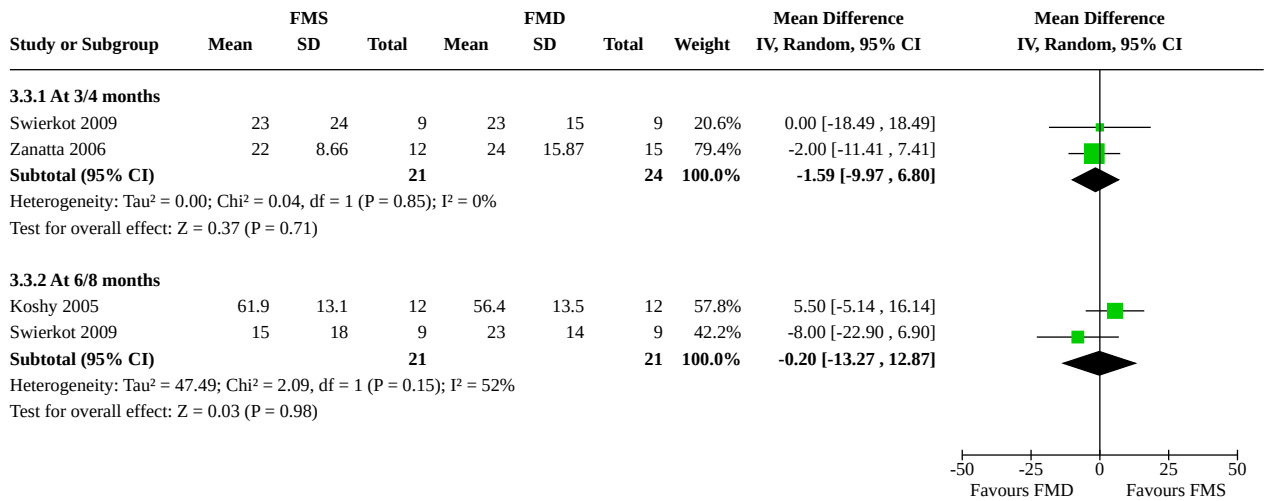 FMS FMD Mean Difference Mean Difference
Study or Subgroup Mean SD Total Mean SD Total Weight IV, Random, 95% CI IV, Random, 95% CI
3.3.1 At 3/4 months
Swierkot 2009 23 24 9 23 15 9 20.6% 0.00 [-18.49 , 18.49]
Zanatta 2006 22 8.66 12 24 15.87 15 79.4% -2.00 [-11.41 , 7.41]
Subtotal (95% CI) 21 24 100.0% -1.59 [-9.97 , 6.80]
Heterogeneity: Tau² = 0.00; Chi² = 0.04, df = 1 (P = 0.85); I² = 0%
Test for overall effect: Z = 0.37 (P = 0.71)
3.3.2 At 6/8 months
Koshy 2005 61.9 13.1 12 56.4 13.5 12 57.8% 5.50 [-5.14 , 16.14]
Swierkot 2009 15 18 9 23 14 9 42.2% -8.00 [-22.90 , 6.90]
Subtotal (95% CI) 21 21 100.0% -0.20 [-13.27 , 12.87]
Heterogeneity: Tau² = 47.49; Chi² = 2.09, df = 1 (P = 0.15); I² = 52%
Test for overall effect: Z = 0.03 (P = 0.98)
-50 -25 0 25 50
Favours FMD Favours FMS